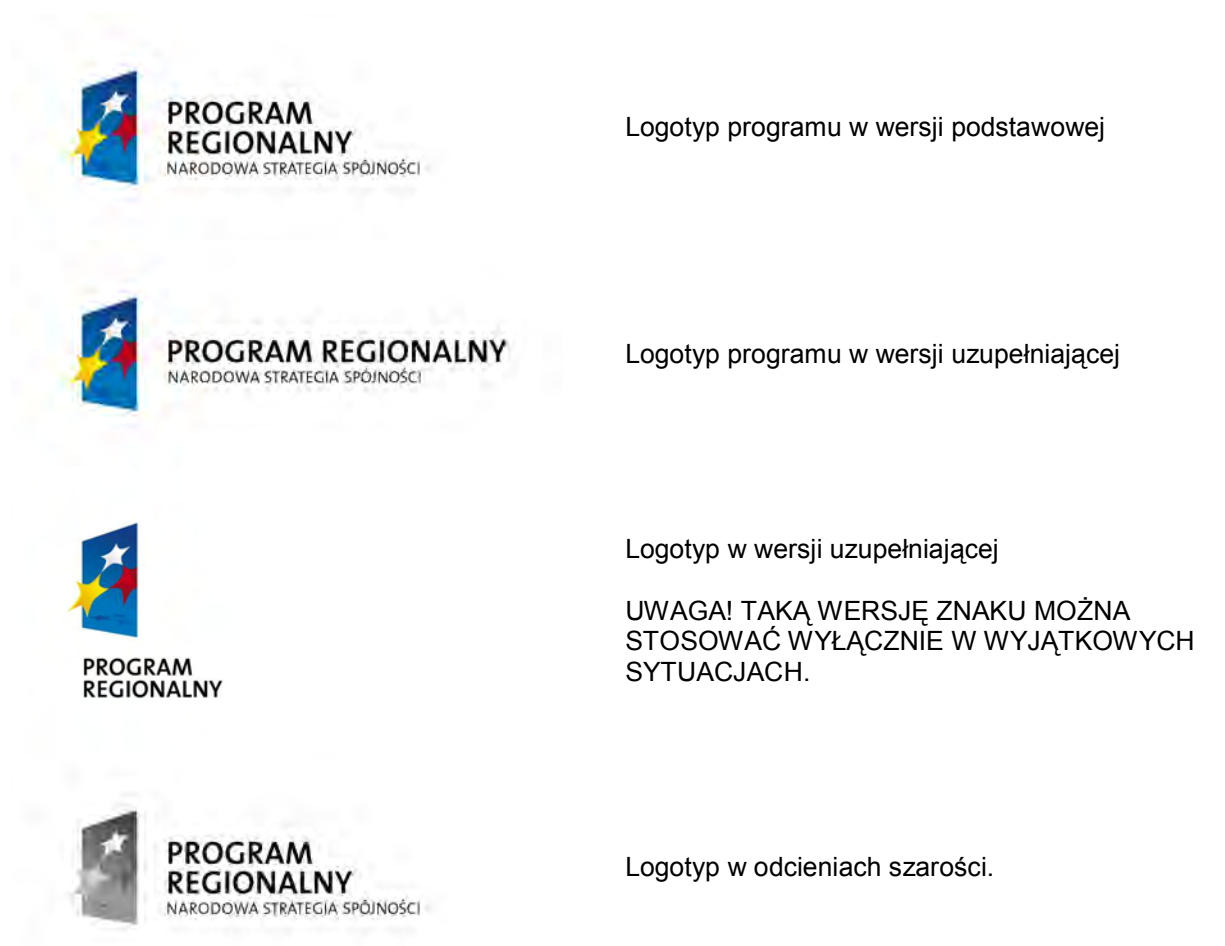 PROGRAM
REGIONALNY
NARODOWA STRATEGIA SPÓJNOŚCI
Logotyp programu w wersji podstawowej
PROGRAM REGIONALNY
NARODOWA STRATEGIA SPÓJNOŚCI
Logotyp programu w wersji uzupełniającej
PROGRAM
REGIONALNY
Logotyp w wersji uzupełniającej
UWAGA! TAKĄ WERSJĘ ZNAKU MOŻNA
STOSOWAĆ WYŁĄCZNIE W WYJĄTKOWYCH
SYTUACJACH.
PROGRAM
REGIONALNY
NARODOWA STRATEGIA SPÓJNOŚCI
Logotyp w odcieniach szarości.